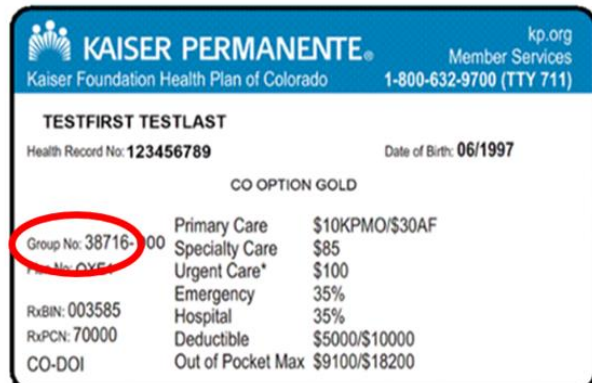 KAISER PERMANENTE®
Kaiser Foundation Health Plan of Colorado
kp.org
Member Services
1-800-632-9700 (TTY 711)
TESTFIRST TESTLAST
Health Record No: 123456789 Date of Birth: 06/1997
CO OPTION GOLD
Group No: 38716-
RxBIN: 003585
RxPCN: 70000
CO-DOI
Primary Care $10KPMO/$30AF
Specialty Care $85
Urgent Care* $100
Emergency 35%
Hospital 35%
Deductible $5000/$10000
Out of Pocket Max $9100/$18200